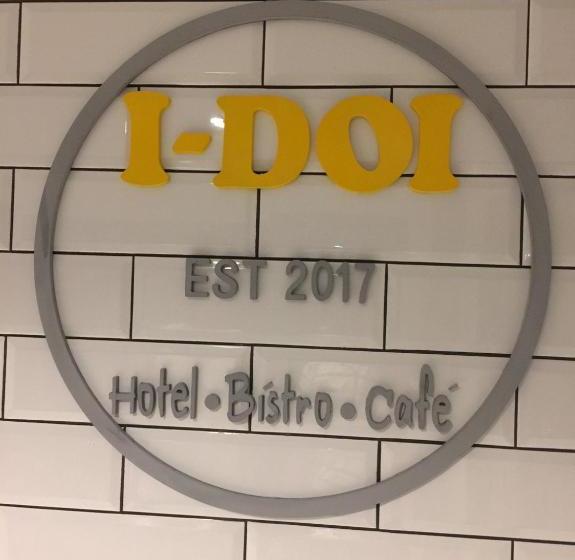 I-DOI
EST 2017
Hotel • Bistro • Café